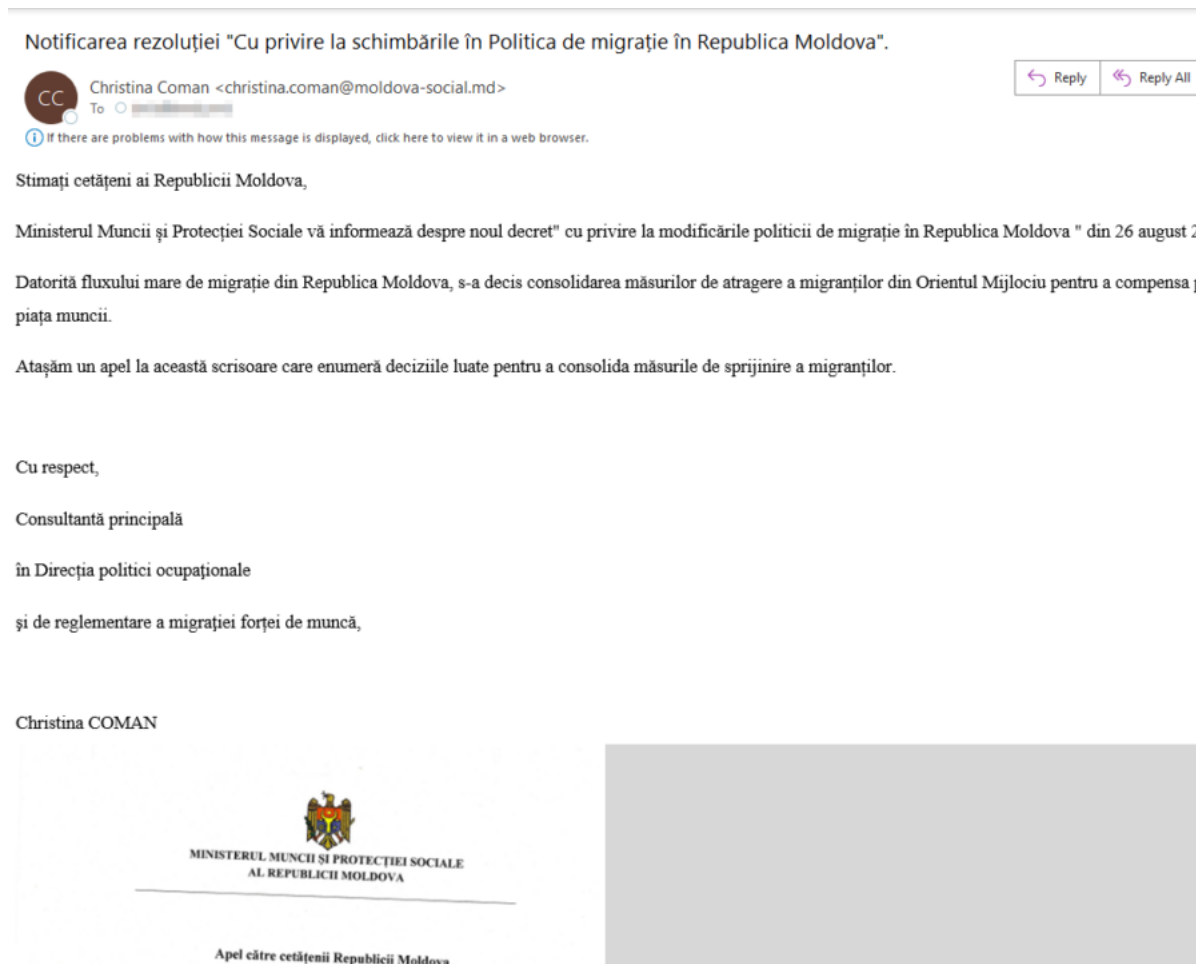 Notificarea rezoluției "Cu privire la schimbările în Politica de migrație în Republica Moldova".
CC
Christina Coman <christina.coman@moldova-social.md>
Reply
Reply All
To
If there are problems with how this message is displayed, click here to view it in a web browser.
Stimați cetățeni ai Republicii Moldova,
Ministerul Muncii și Protecției Sociale vă informează despre noul decret" cu privire la modificările politicii de migrație în Republica Moldova " din 26 august 2
Datorită fluxului mare de migrație din Republica Moldova, s-a decis consolidarea măsurilor de atragere a migranților din Orientul Mijlociu pentru a compensa
piața muncii.
Atașăm un apel la această scrisoare care enumeră deciziile luate pentru a consolida măsurile de sprijinire a migranților.
Cu respect,
Consultantă principală
în Direcția politici ocupaţionale
şi de reglementare a migraţiei forței de muncă,
Christina COMAN
MINISTERUL MUNCII ȘI PROTECȚIEI SOCIALE
AL REPUBLICII MOLDOVA
Apel către cetățenii Republicii Moldova